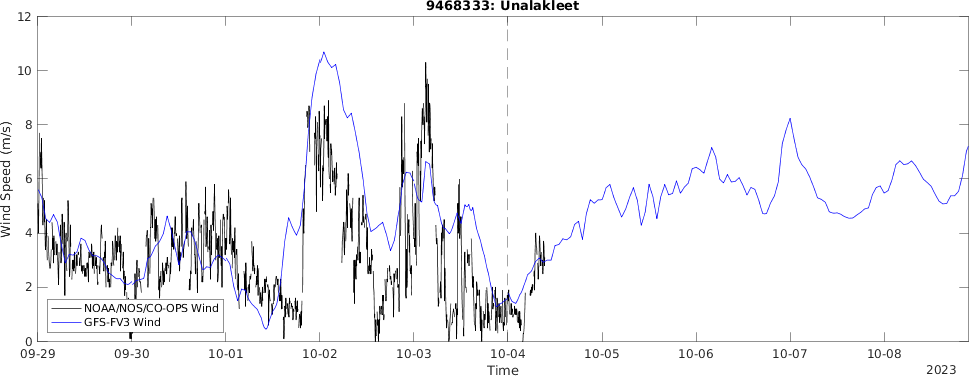 9468333: Unalakleet
12
10
8
6
4
2
0
Wind Speed (m/s)
NOAA/NOS/CO-OPS Wind
GFS-FV3 Wind
09-29 09-30 10-01 10-02 10-03 10-04 10-05 10-06 10-07 10-08
Time
2023